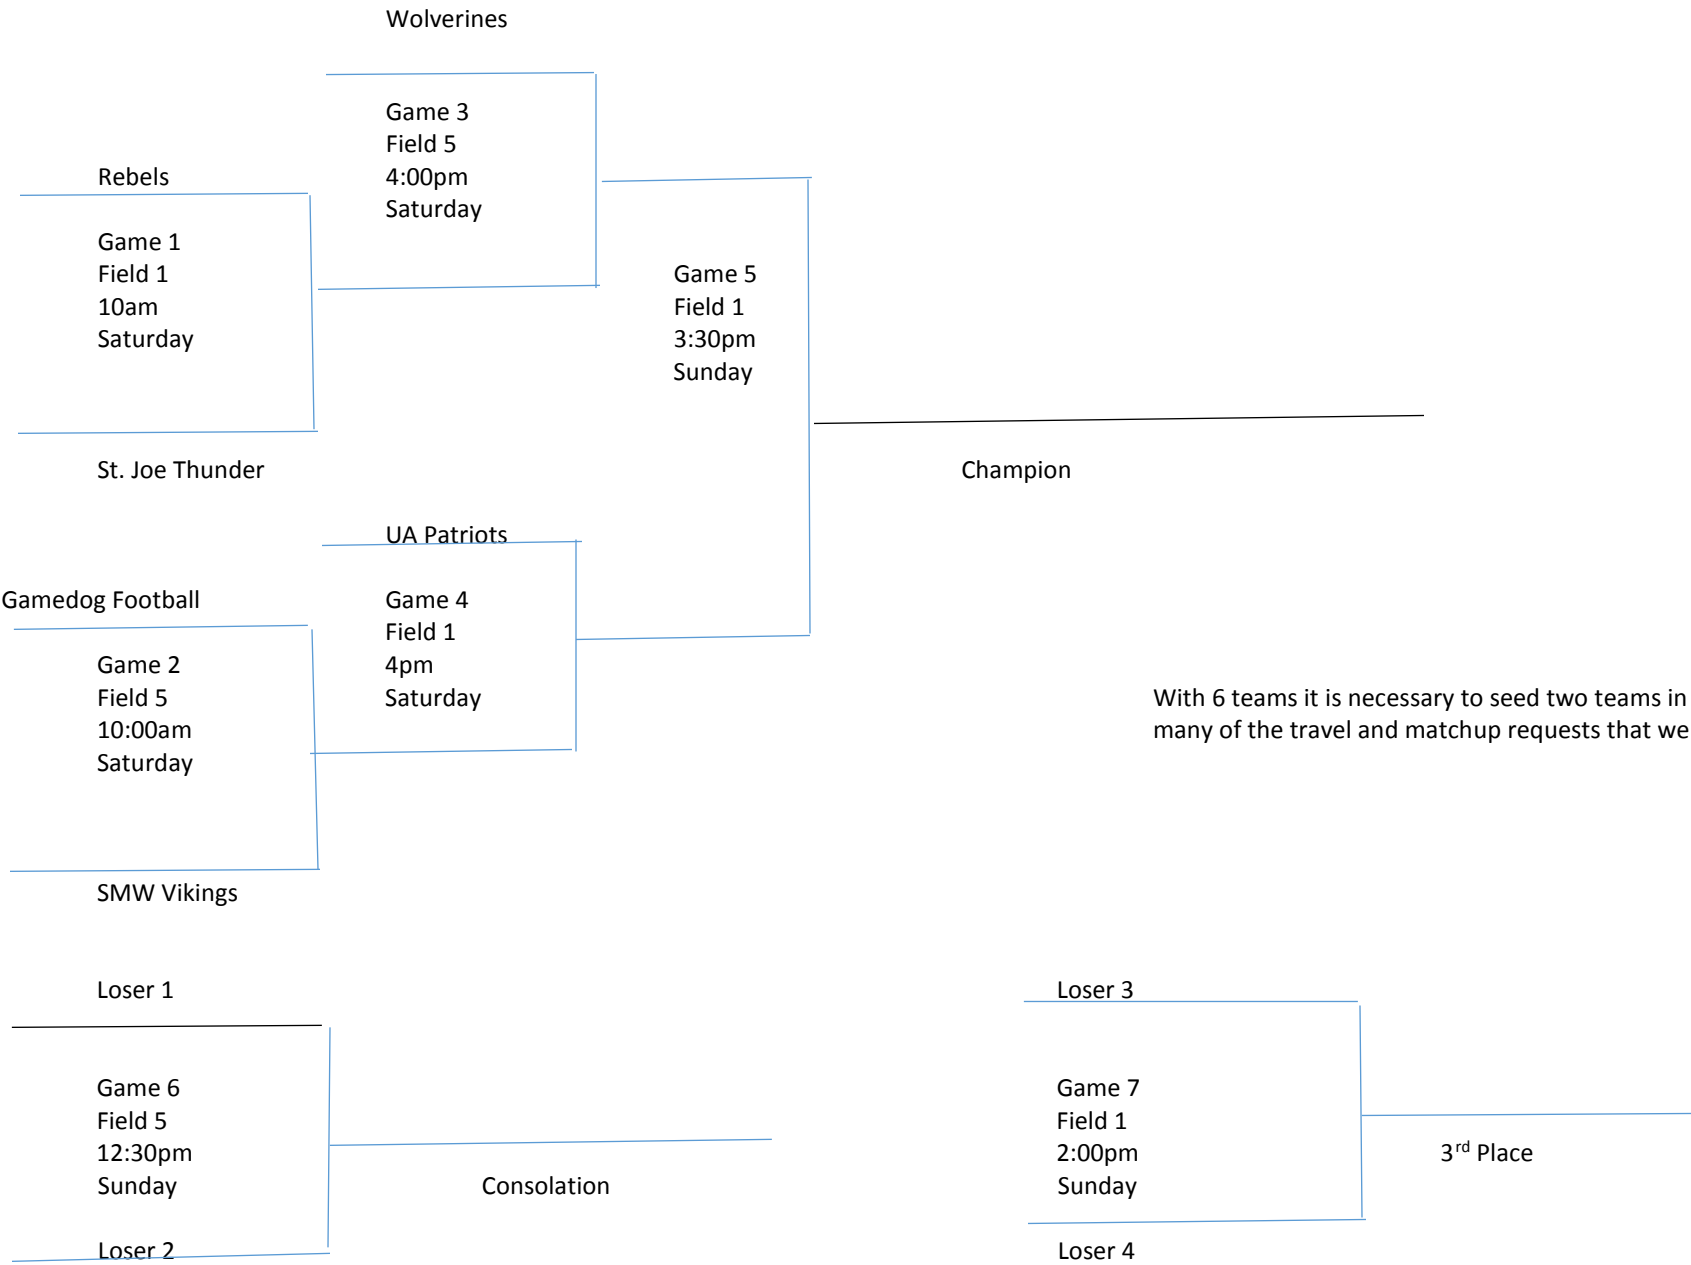 Wolverines
Game 3
Field 5
4:00pm
Saturday
Rebels
Game 1
Field 1
10am
Saturday
Game 5
Field 1
3:30pm
Sunday
St. Joe Thunder
Champion
UA Patriots
Gamedog Football
Game 4
Field 1
4pm
Saturday
Game 2
Field 5
10:00am
Saturday
With 6 teams it is necessary to seed two teams in
many of the travel and matchup requests that we
SMW Vikings
Loser 1
Game 6
Field 5
12:30pm
Sunday
Consolation
Loser 2
Loser 3
Game 7
Field 1
2:00pm
Sunday
3rd Place
Loser 4